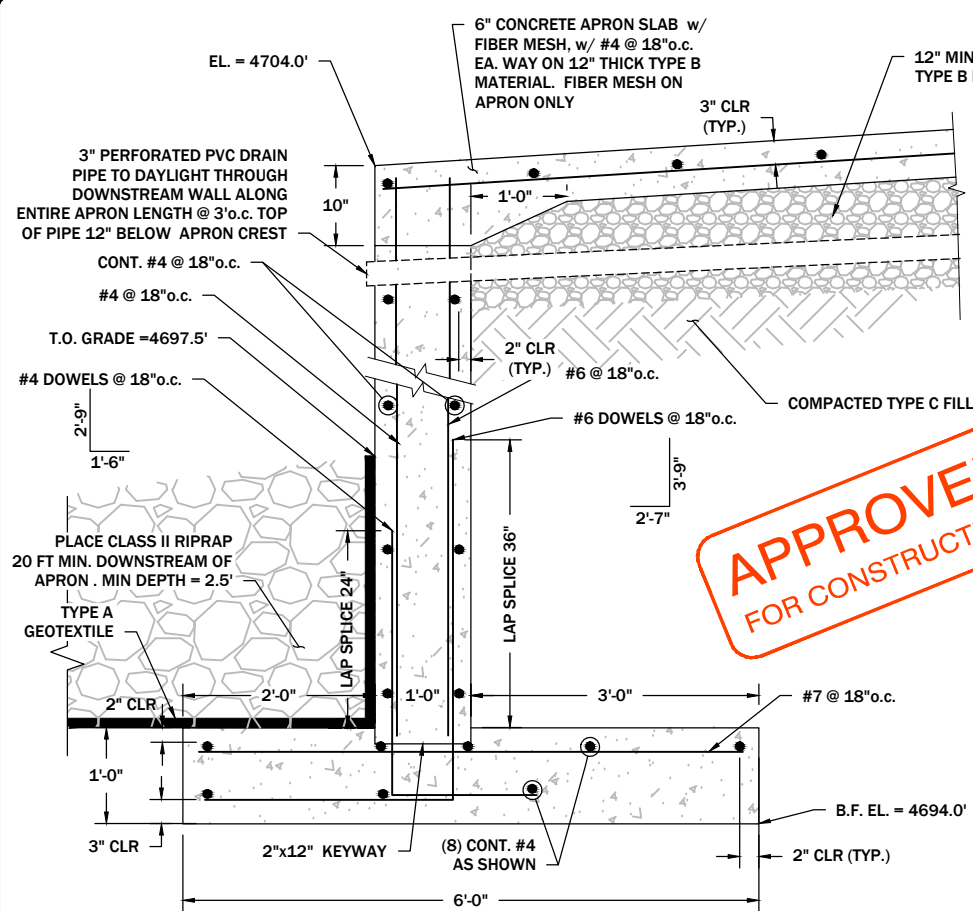 6" CONCRETE APRON SLAB w/
FIBER MESH, w/ #4 @ 18"o.c.
EA. WAY ON 12" THICK TYPE B
MATERIAL. FIBER MESH ON
APRON ONLY
EL. = 4704.0'
12" MIN
TYPE B
3" CLR
(TYP.)
3" PERFORATED PVC DRAIN
PIPE TO DAYLIGHT THROUGH
DOWNSTREAM WALL ALONG
ENTIRE APRON LENGTH @ 3'o.c. TOP
OF PIPE 12" BELOW APRON CREST
10"
1'-0"
CONT. #4 @ 18"o.c.
#4 @ 18"o.c.
T.O. GRADE =4697.5'
#4 DOWELS @ 18"o.c.
2" CLR
(TYP.)
#6 @ 18"o.c.
#6 DOWELS @ 18"o.c.
COMPACTED TYPE C FILL
2'-9"
1'-6"
3'-9"
2'-7"
APPROVE
FOR CONSTRUCT
PLACE CLASS II RIPRAP
20 FT MIN. DOWNSTREAM OF
APRON . MIN DEPTH = 2.5'
TYPE A
GEOTEXTILE
LAP SPLICE 24"
LAP SPLICE 36"
2'-0"
1'-0"
3'-0"
#7 @ 18"o.c.
2" CLR
1'-0"
3" CLR
2"x12" KEYWAY
(8) CONT. #4
AS SHOWN
B.F. EL. = 4694.0'
2" CLR (TYP.)
6'-0"